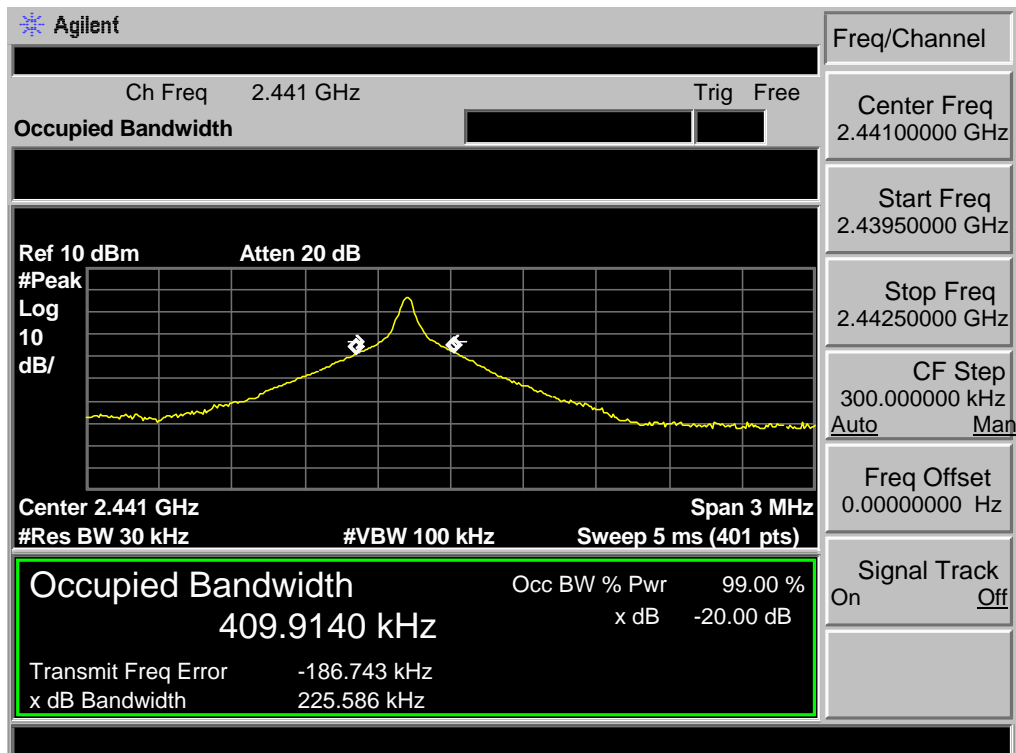 Agilent
Freq/Channel
Ch Freq 2.441 GHz Trig Free
Occupied Bandwidth
Center Freq
2.44100000 GHz
Start Freq
2.43950000 GHz
Stop Freq
2.44250000 GHz
CF Step
300.000000 kHz
Auto Man
Freq Offset
0.00000000 Hz
Signal Track
On Off
Ref 10 dBm Atten 20 dB
#Peak
Log
10
dB/
Center 2.441 GHz Span 3 MHz
#Res BW 30 kHz #VBW 100 kHz Sweep 5 ms (401 pts)
Occupied Bandwidth Occ BW % Pwr 99.00 %
409.9140 kHz x dB -20.00 dB
Transmit Freq Error -186.743 kHz
x dB Bandwidth 225.586 kHz